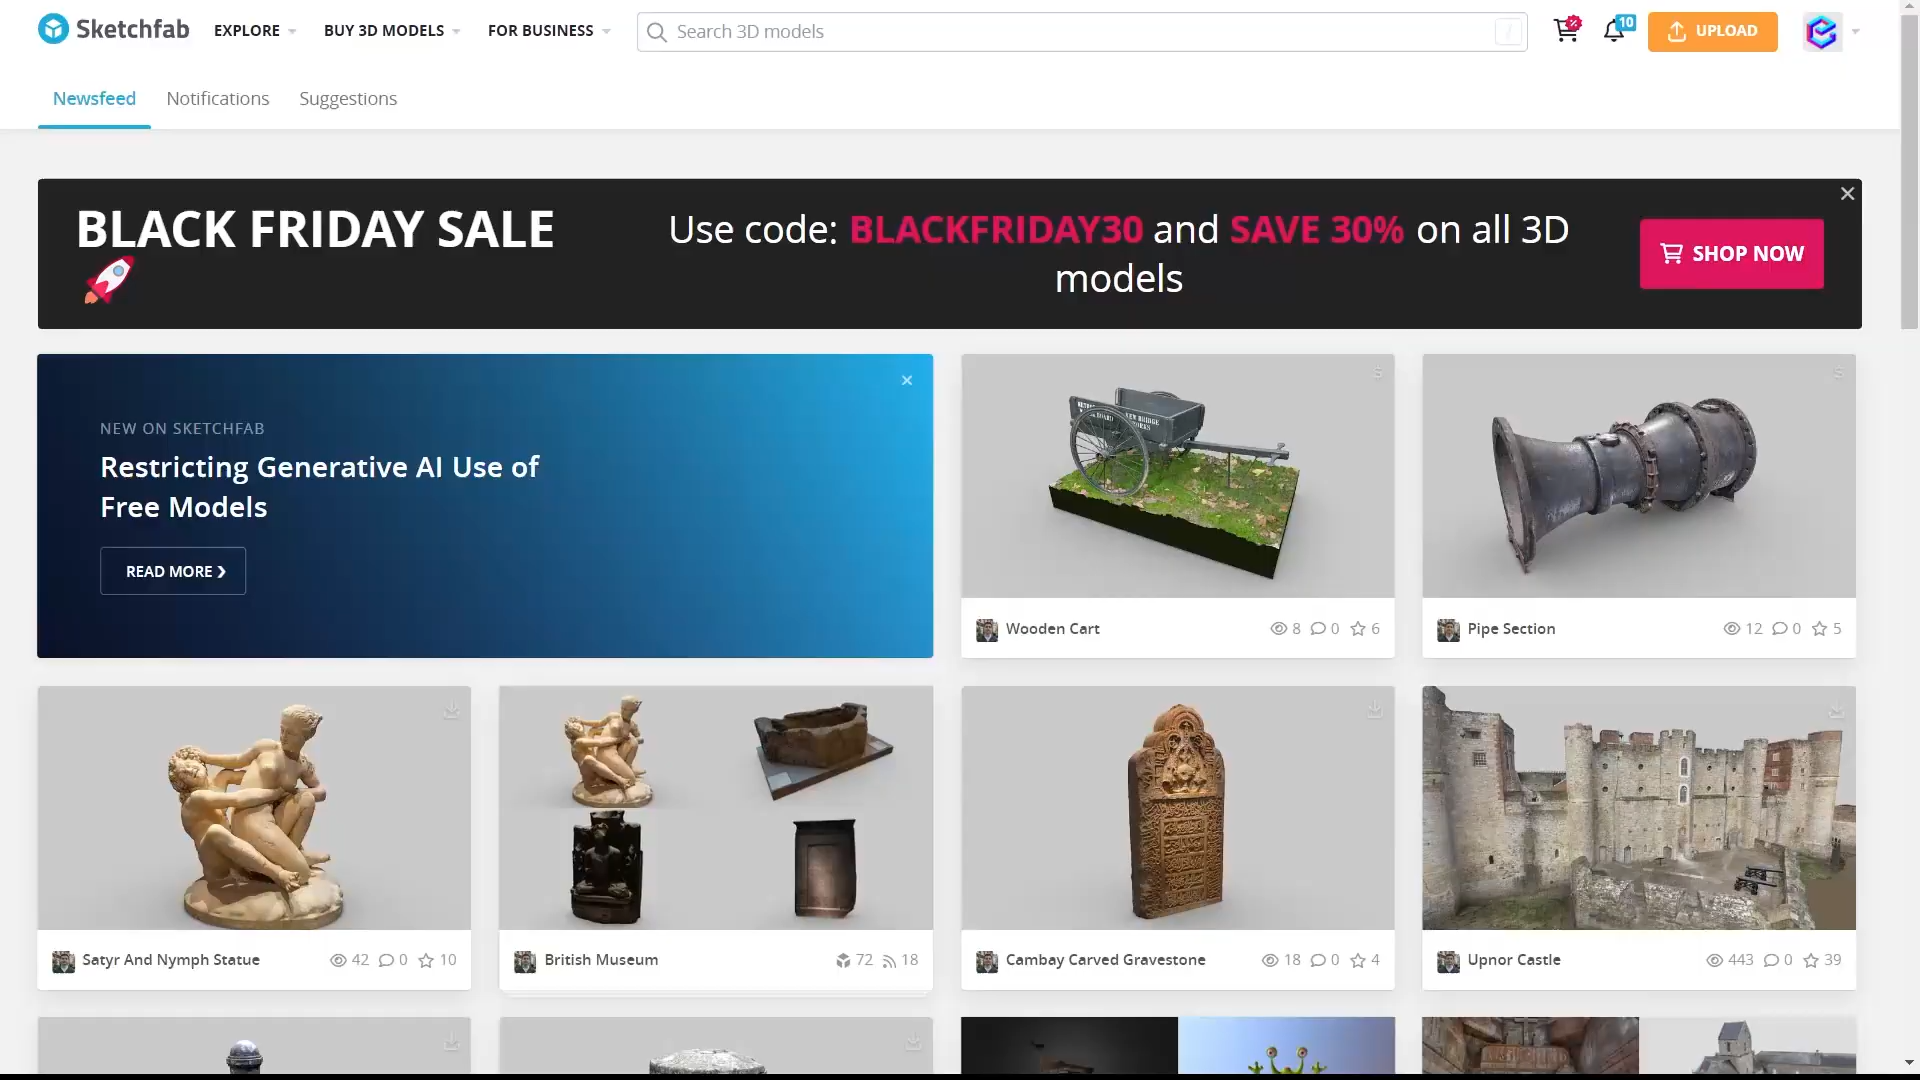 Sketchfab
EXPLORE
BUY 3D MODELS
FOR BUSINESS
Search 3D models
/
10
UPLOAD
Newsfeed
Notifications
Suggestions
BLACK FRIDAY SALE
Use code: BLACKFRIDAY30 and SAVE 30% on all 3D
models
SHOP NOW
NEW ON SKETCHFAB
Restricting Generative AI Use of
Free Models
READ MORE ❯
Wooden Cart
8
0
6
Pipe Section
12
0
5
Satyr And Nymph Statue
42
0
10
British Museum
72
18
Cambay Carved Gravestone
18
0
4
Upnor Castle
443
0
39